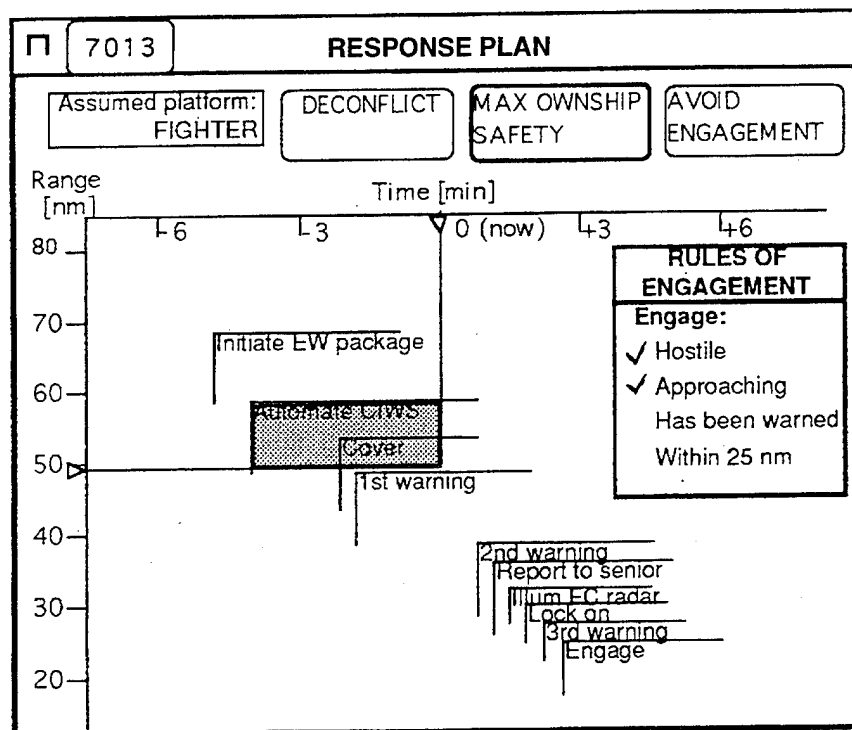 7013
RESPONSE PLAN
Assumed platform:
FIGHTER
DECONFLICT
MAX OWNSHIP
SAFETY
AVOID
ENGAGEMENT
Range
[nm]
Time [min]
-6
-3
0 (now)
+3
+6
80
70
60
50
40
30
20
RULES OF
ENGAGEMENT
Engage:
✓ Hostile
✓ Approaching
Has been warned
Within 25 nm
Initiate EW package
Automate CIWS
Cover
1st warning
2nd warning
Report to senior
Illum FC radar
Lock on
3rd warning
Engage